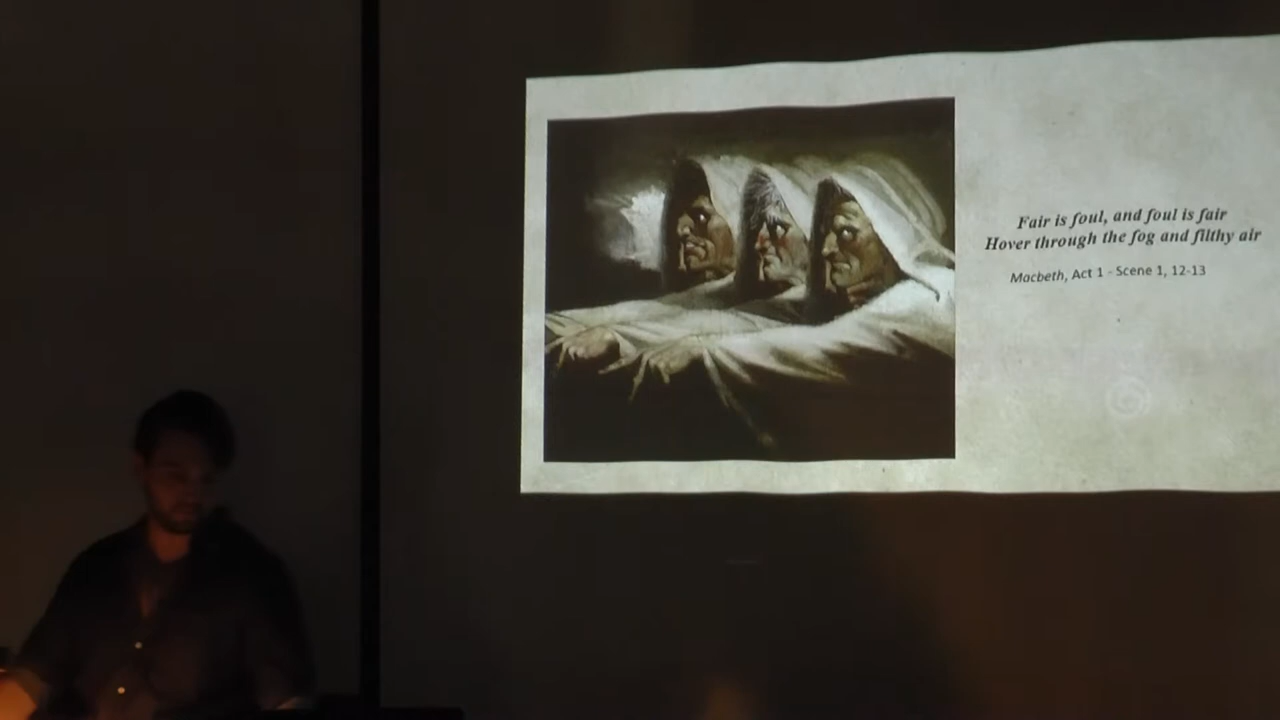 Fair is foul, and foul is fair
Hover through the fog and filthy air
Macbeth, Act 1 - Scene 1, 12-13